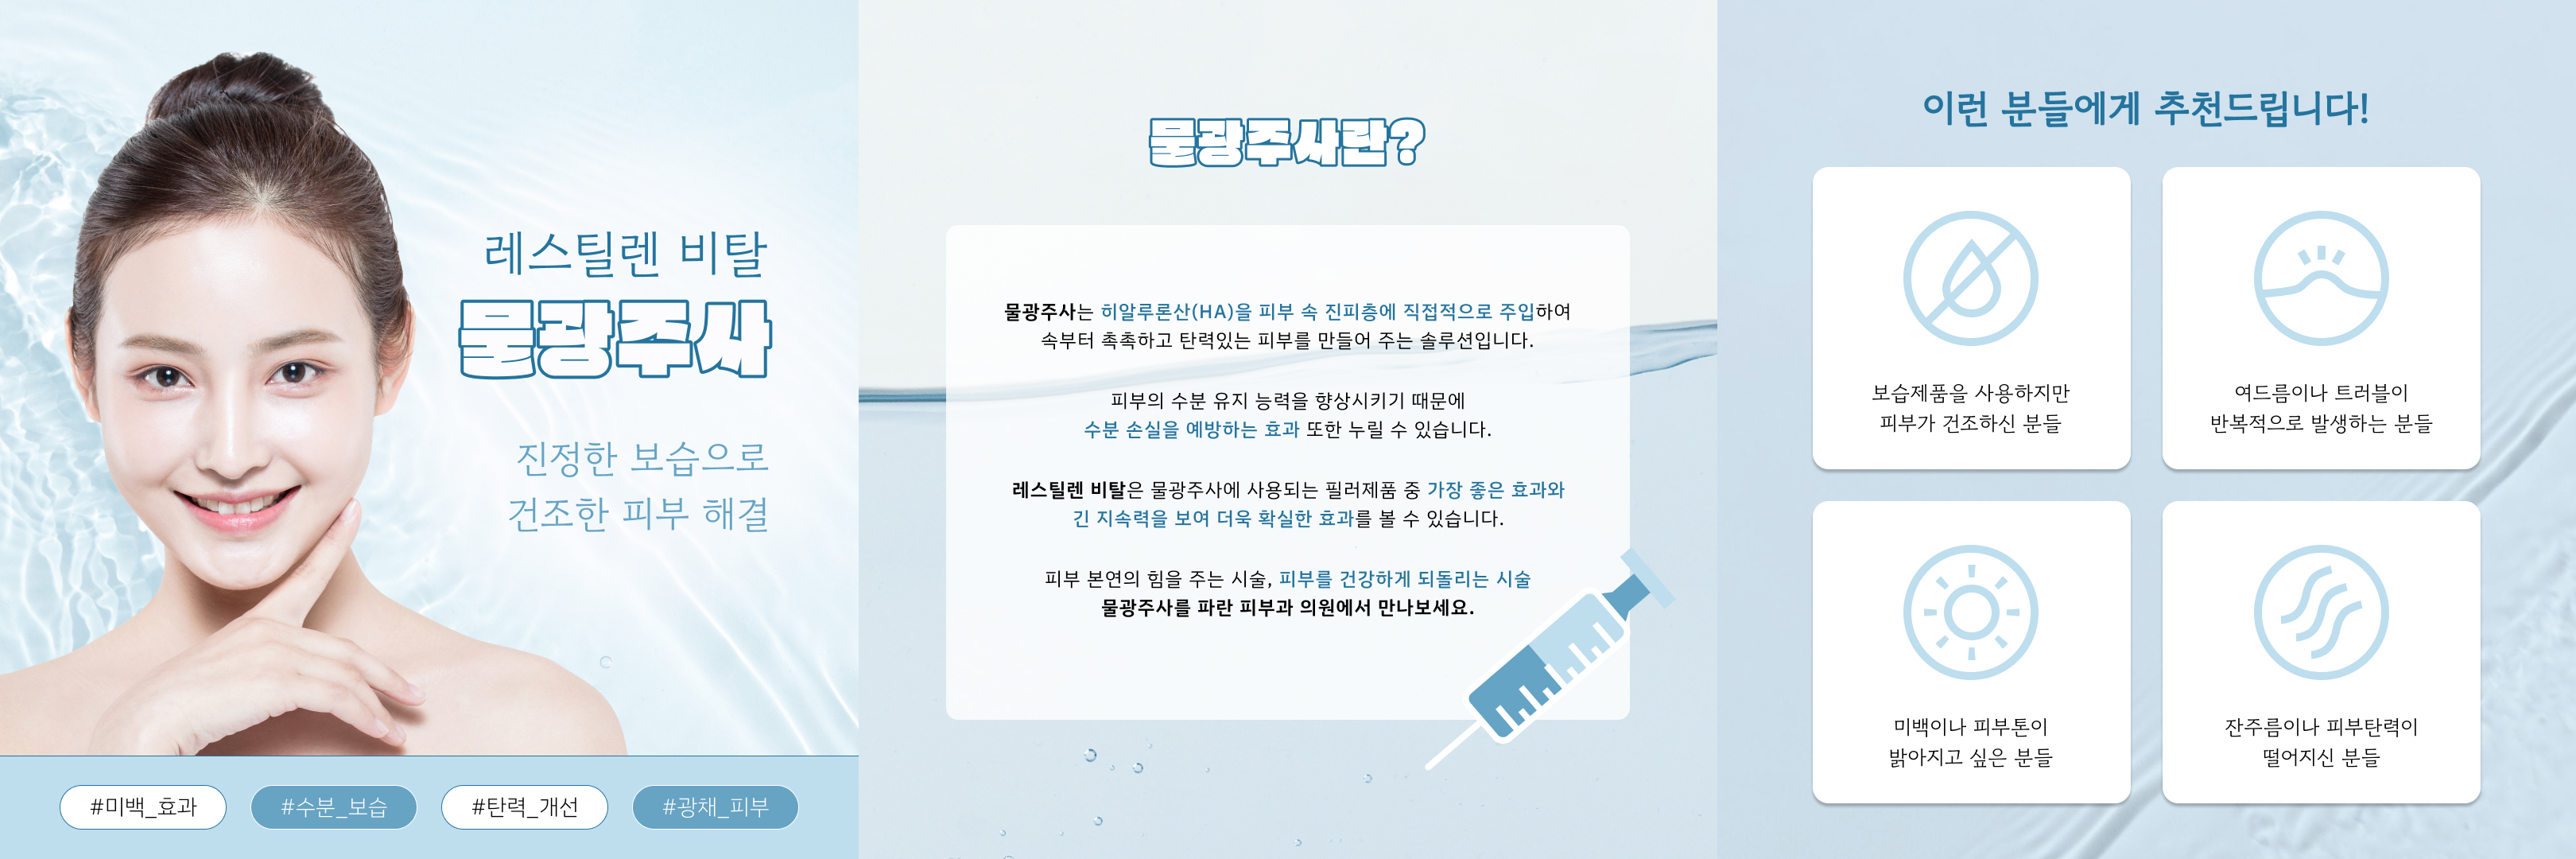 레스틸렌 비탈
물광주사
진정한 보습으로
건조한 피부 해결
#미백_효과
#수분_보습
#탄력_개선
#광채_피부
물광주사란?
물광주사는 히알루론산(HA)을 피부 속 진피층에 직접적으로 주입하여
속부터 촉촉하고 탄력있는 피부를 만들어 주는 솔루션입니다.
피부의 수분 유지 능력을 향상시키기 때문에
수분 손실을 예방하는 효과 또한 누릴 수 있습니다.
레스틸렌 비탈은 물광주사에 사용되는 필러제품 중 가장 좋은 효과와
긴 지속력을 보여 더욱 확실한 효과를 볼 수 있습니다.
피부 본연의 힘을 주는 시술, 피부를 건강하게 되돌리는 시술
물광주사를 파란 피부과 의원에서 만나보세요.
이런 분들에게 추천드립니다!
보습제품을 사용하지만
피부가 건조하신 분들
여드름이나 트러블이
반복적으로 발생하는 분들
미백이나 피부톤이
밝아지고 싶은 분들
잔주름이나 피부탄력이
떨어지신 분들